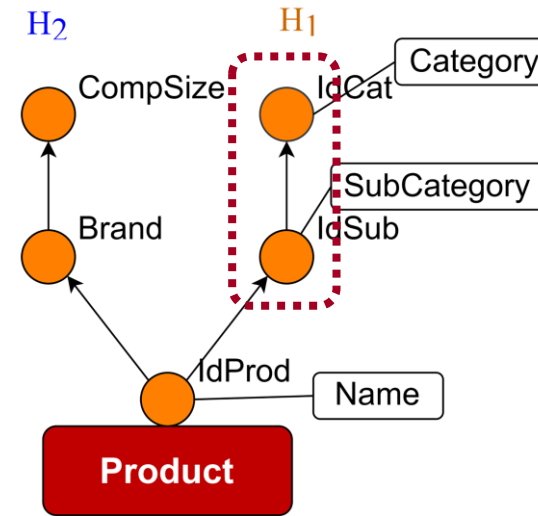 H2
H1
Category
CompSize
IdCat
SubCategory
Brand
IdSub
IdProd
Name
Product